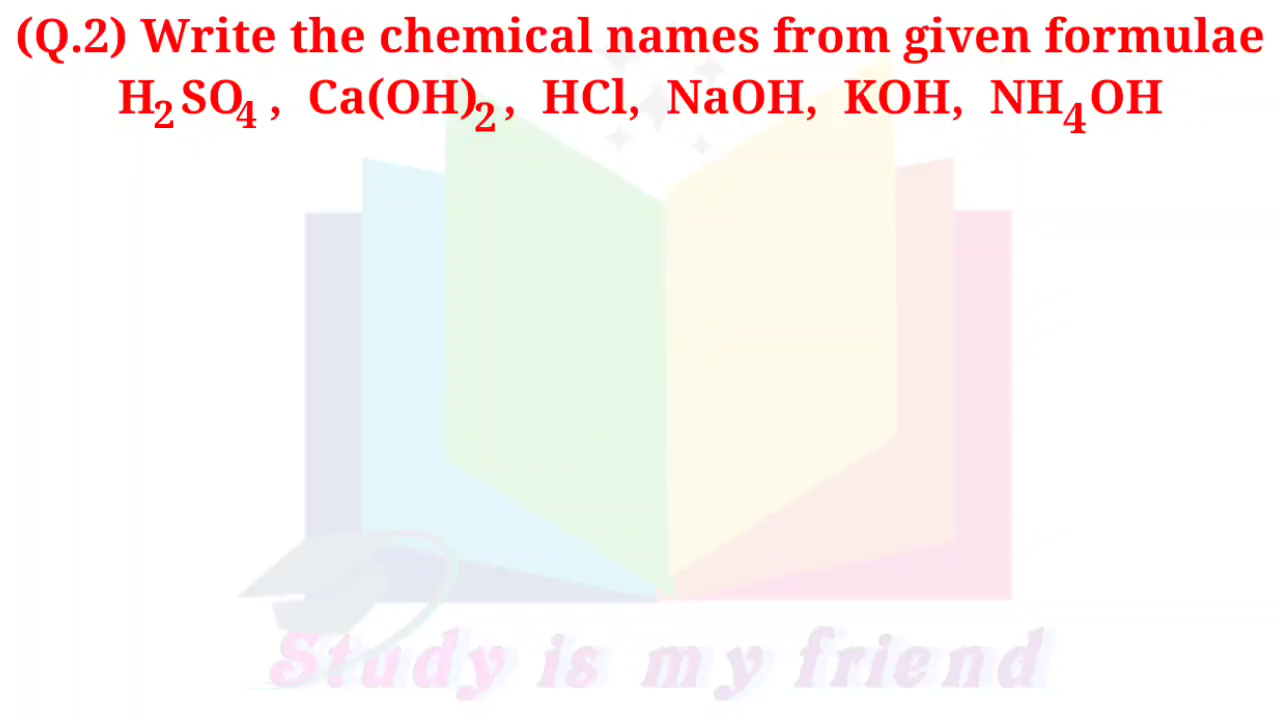 (Q.2) Write the chemical names from given formulae
H₂SO₄ , Ca(OH)₂ , HCl, NaOH, KOH, NH₄OH
Study is my friend